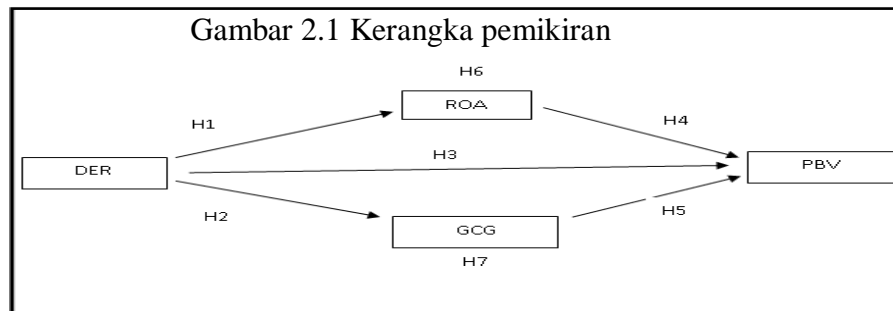 Gambar 2.1 Kerangka pemikiran
H6
ROA
H1
H4
H3
DER
PBV
H2
H5
GCG
H7